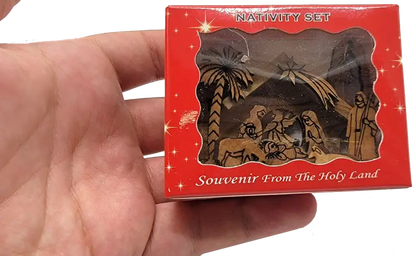 NATIVITY SET
Souvenir From The Holy Land